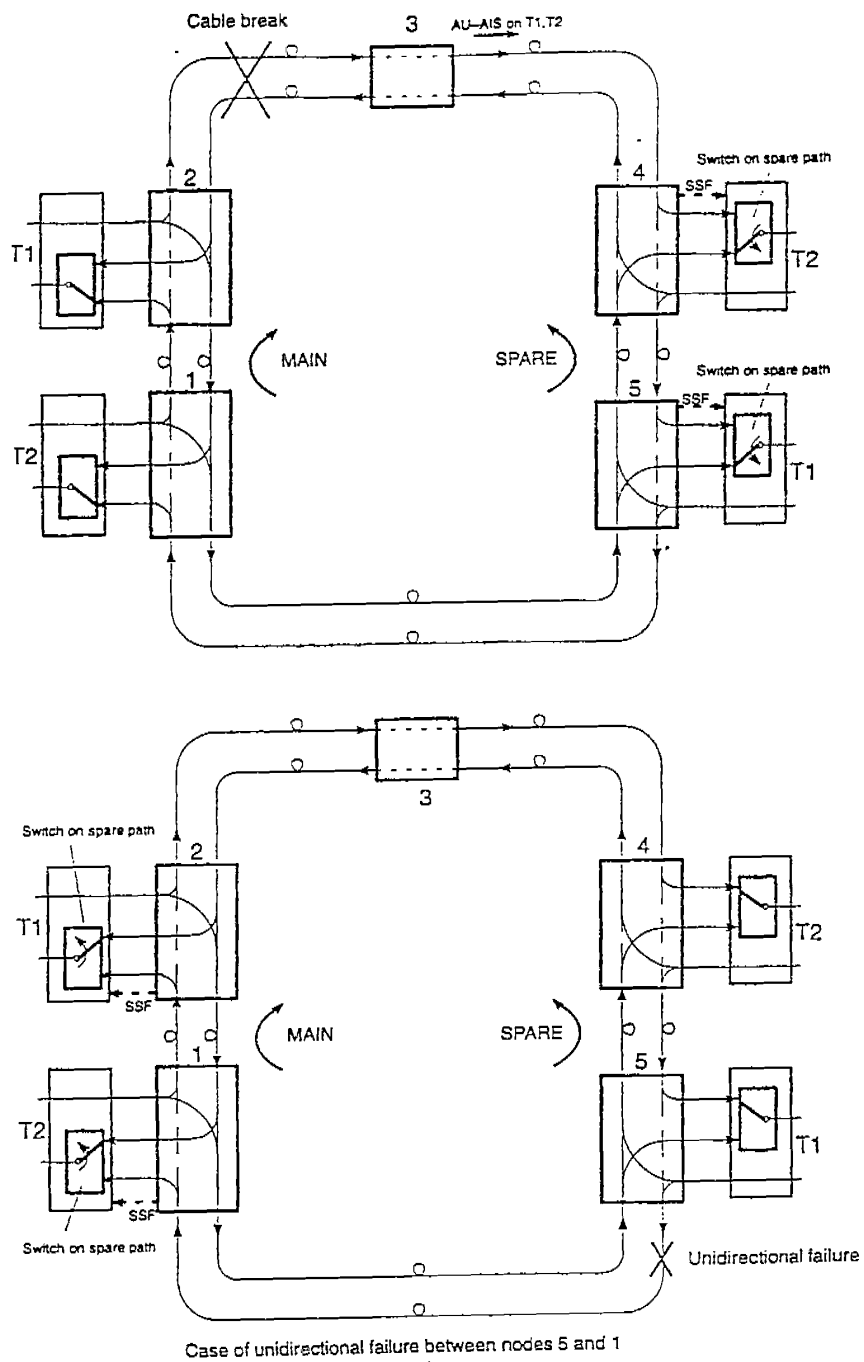 Cable break
3
AU–AIS on T1.T2
2
4
Switch on spare path
SSF
T1
T2
MAIN
SPARE
1
5
Switch on spare path
SSF
T2
T1
3
Switch on spare path
2
4
T1
T2
SSF
MAIN
SPARE
1
5
T2
T1
SSF
Switch on spare path
Unidirectional failure
Case of unidirectional failure between nodes 5 and 1